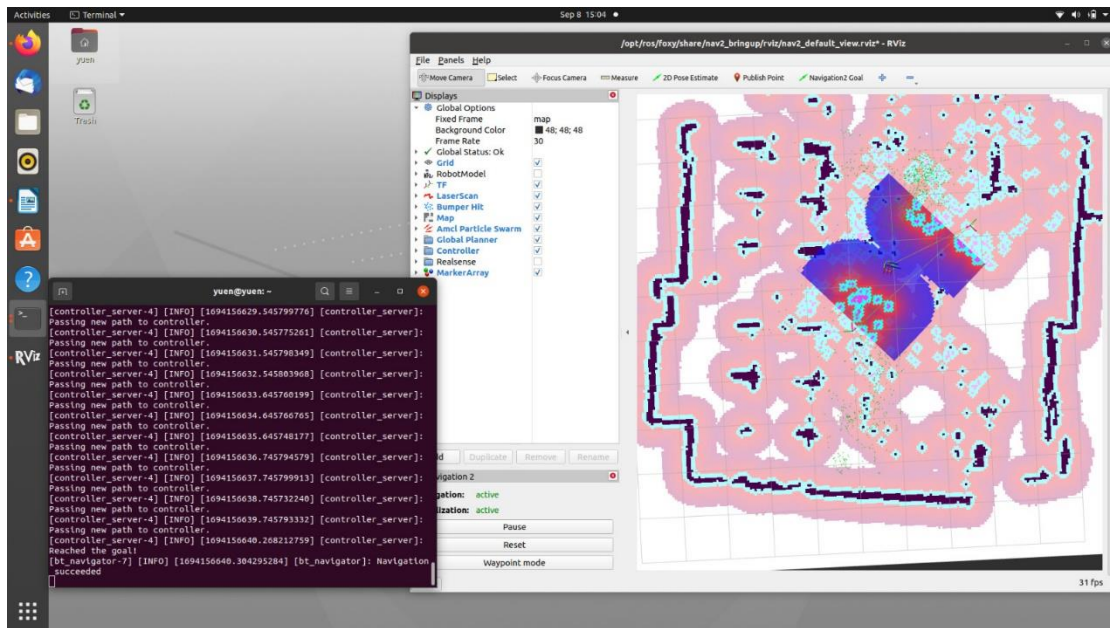 Activities
Terminal
Sep 8 15:04
yuen
Trash
/opt/ros/foxy/share/nav2_bringup/rviz/nav2_default_view.rviz* - RViz
File Panels Help
Move Camera Select Focus Camera Measure 2D Pose Estimate Publish Point Navigation2 Goal
Displays
Global Options
Fixed Frame map
Background Color 48; 48; 48
Frame Rate 30
Global Status: Ok
Grid
RobotModel
TF
LaserScan
Bumper Hit
Map
Amcl Particle Swarm
Global Planner
Controller
Realsense
MarkerArray
RViz
yuen@yuen: ~
[controller_server-4] [INFO] [1694156629.545799776] [controller_server]:
Passing new path to controller.
[controller_server-4] [INFO] [1694156630.545775261] [controller_server]:
Passing new path to controller.
[controller_server-4] [INFO] [1694156631.545798349] [controller_server]:
Passing new path to controller.
[controller_server-4] [INFO] [1694156632.545803968] [controller_server]:
Passing new path to controller.
[controller_server-4] [INFO] [1694156633.645760199] [controller_server]:
Passing new path to controller.
[controller_server-4] [INFO] [1694156634.645766765] [controller_server]:
Passing new path to controller.
[controller_server-4] [INFO] [1694156635.645748177] [controller_server]:
Passing new path to controller.
[controller_server-4] [INFO] [1694156636.745794579] [controller_server]:
Passing new path to controller.
[controller_server-4] [INFO] [1694156637.745799913] [controller_server]:
Passing new path to controller.
[controller_server-4] [INFO] [1694156638.745732240] [controller_server]:
Passing new path to controller.
[controller_server-4] [INFO] [1694156639.745793332] [controller_server]:
Passing new path to controller.
[controller_server-4] [INFO] [1694156640.268212759] [controller_server]:
Reached the goal!
[bt_navigator-7] [INFO] [1694156640.304295284] [bt_navigator]: Navigation
succeeded
d Duplicate Remove Rename
vigation 2
gation: active
lization: active
Pause
Reset
Waypoint mode
31 fps